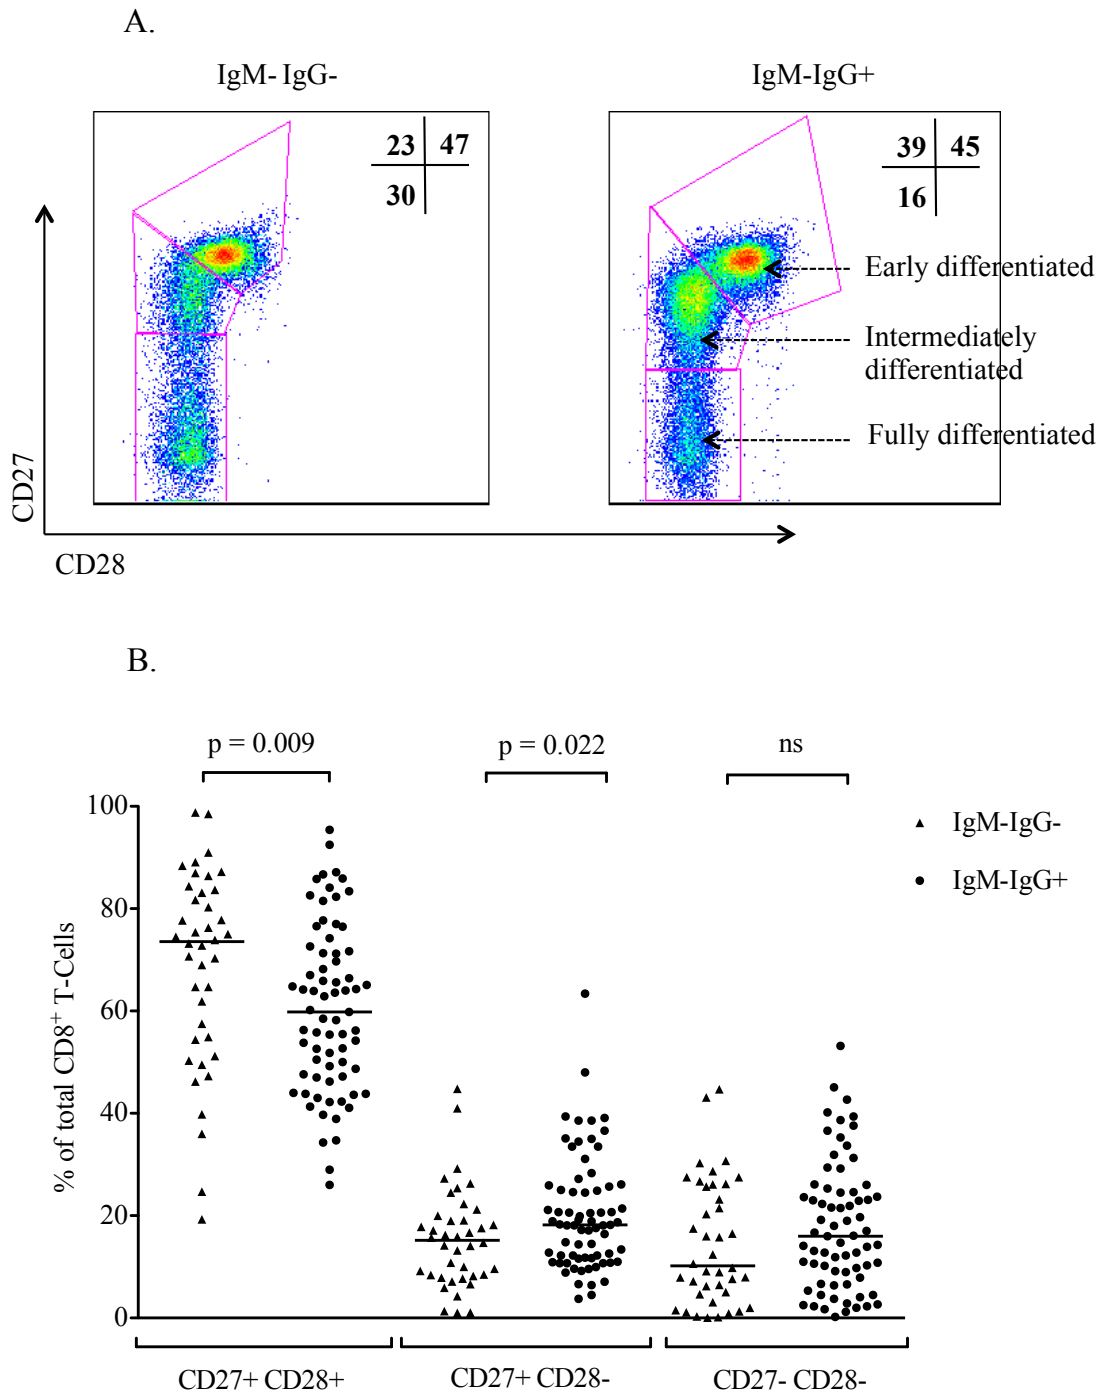 A.
IgM- IgG-
IgM-IgG+
23 47
30
39 45
16
Early differentiated
Intermediately
differentiated
Fully differentiated
CD27
CD28
B.
p = 0.009
p = 0.022
ns
IgM-IgG-
IgM-IgG+
% of total CD8+ T-Cells
100
80
60
40
20
0
CD27+ CD28+
CD27+ CD28-
CD27- CD28-